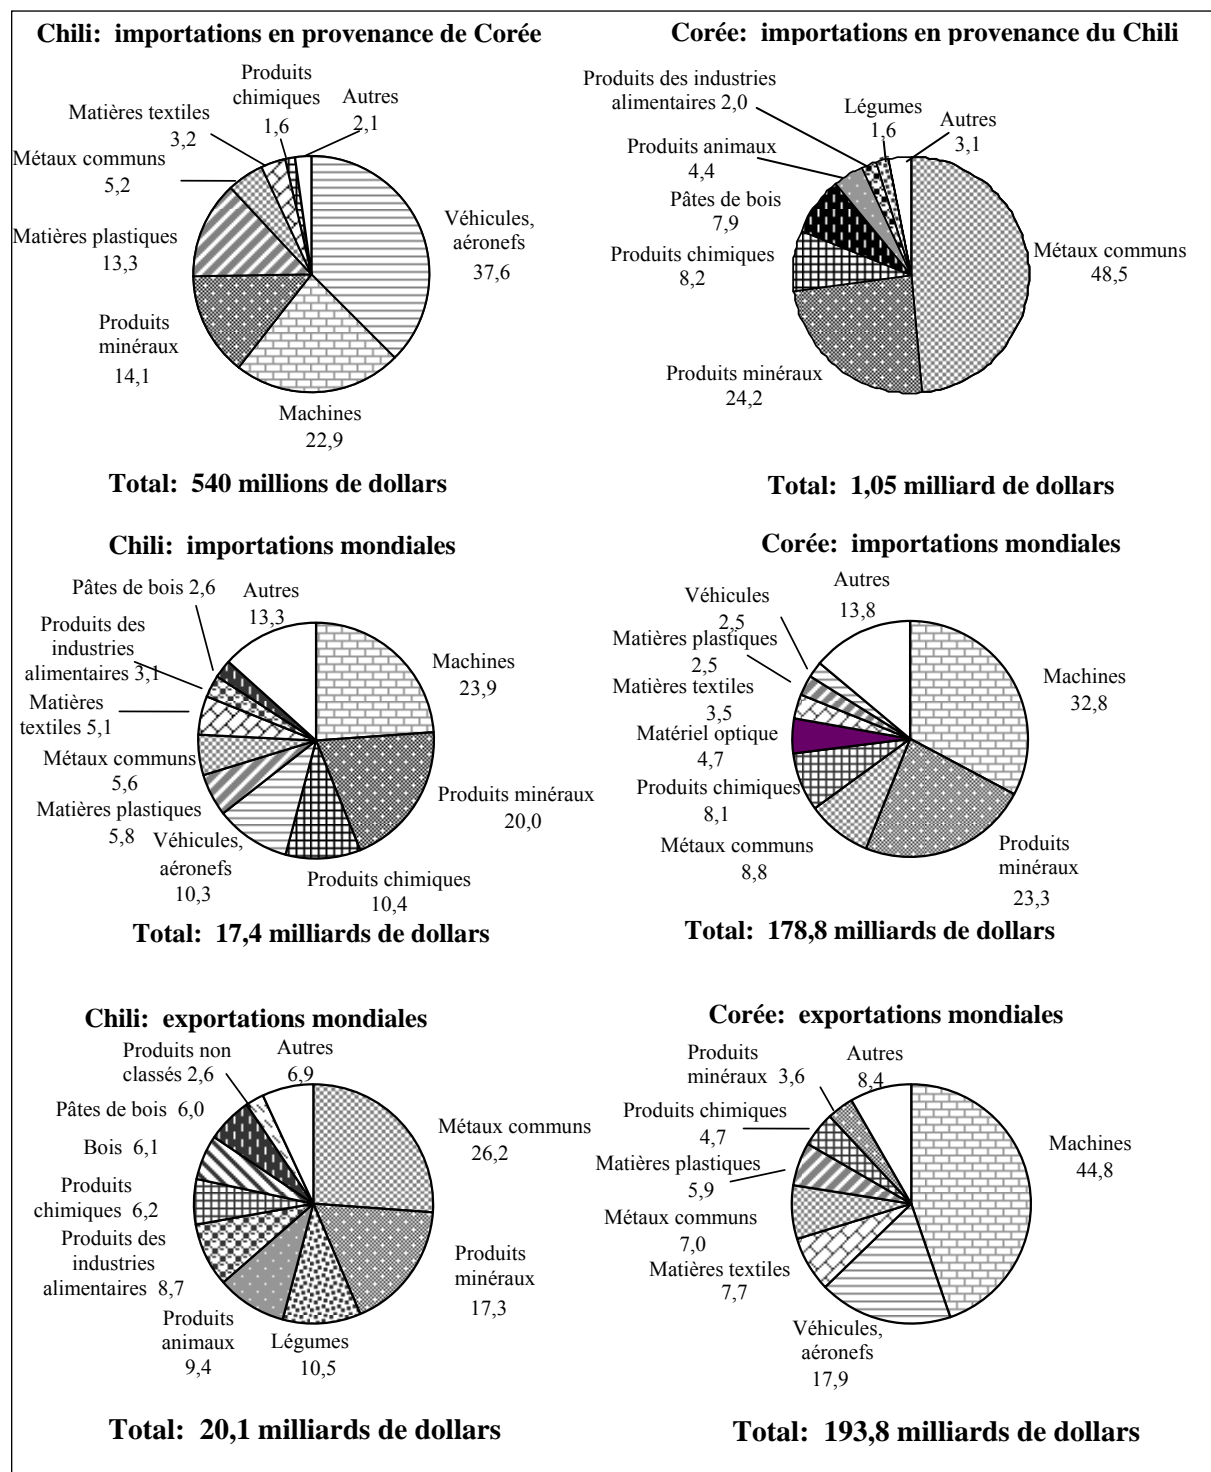 Chili: importations en provenance de Corée
Produits
chimiques
1,6
Autres
2,1
Matières textiles
3,2
Métaux communs
5,2
Matières plastiques
13,3
Produits
minéraux
14,1
Machines
22,9
Véhicules,
aéronefs
37,6
Total: 540 millions de dollars
Corée: importations en provenance du Chili
Produits des industries
alimentaires 2,0
Légumes
1,6
Autres
3,1
Produits animaux
4,4
Pâtes de bois
7,9
Produits chimiques
8,2
Produits minéraux
24,2
Métaux communs
48,5
Total: 1,05 milliard de dollars
Chili: importations mondiales
Pâtes de bois 2,6
Autres
13,3
Produits des
industries
alimentaires 3,1
Matières
textiles 5,1
Métaux communs
5,6
Matières plastiques
5,8
Véhicules,
aéronefs
10,3
Produits chimiques
10,4
Produits minéraux
20,0
Machines
23,9
Total: 17,4 milliards de dollars
Corée: importations mondiales
Autres
13,8
Véhicules
2,5
Matières plastiques
2,5
Matières textiles
3,5
Matériel optique
4,7
Produits chimiques
8,1
Métaux communs
8,8
Produits
minéraux
23,3
Machines
32,8
Total: 178,8 milliards de dollars
Chili: exportations mondiales
Produits non
classés 2,6
Autres
6,9
Pâtes de bois 6,0
Bois 6,1
Produits
chimiques 6,2
Produits des
industries
alimentaires 8,7
Produits
animaux
9,4
Légumes
10,5
Produits
minéraux
17,3
Métaux communs
26,2
Total: 20,1 milliards de dollars
Corée: exportations mondiales
Produits
minéraux 3,6
Autres
8,4
Produits chimiques
4,7
Matières plastiques
5,9
Métaux communs
7,0
Matières textiles
7,7
Véhicules,
aéronefs
17,9
Machines
44,8
Total: 193,8 milliards de dollars